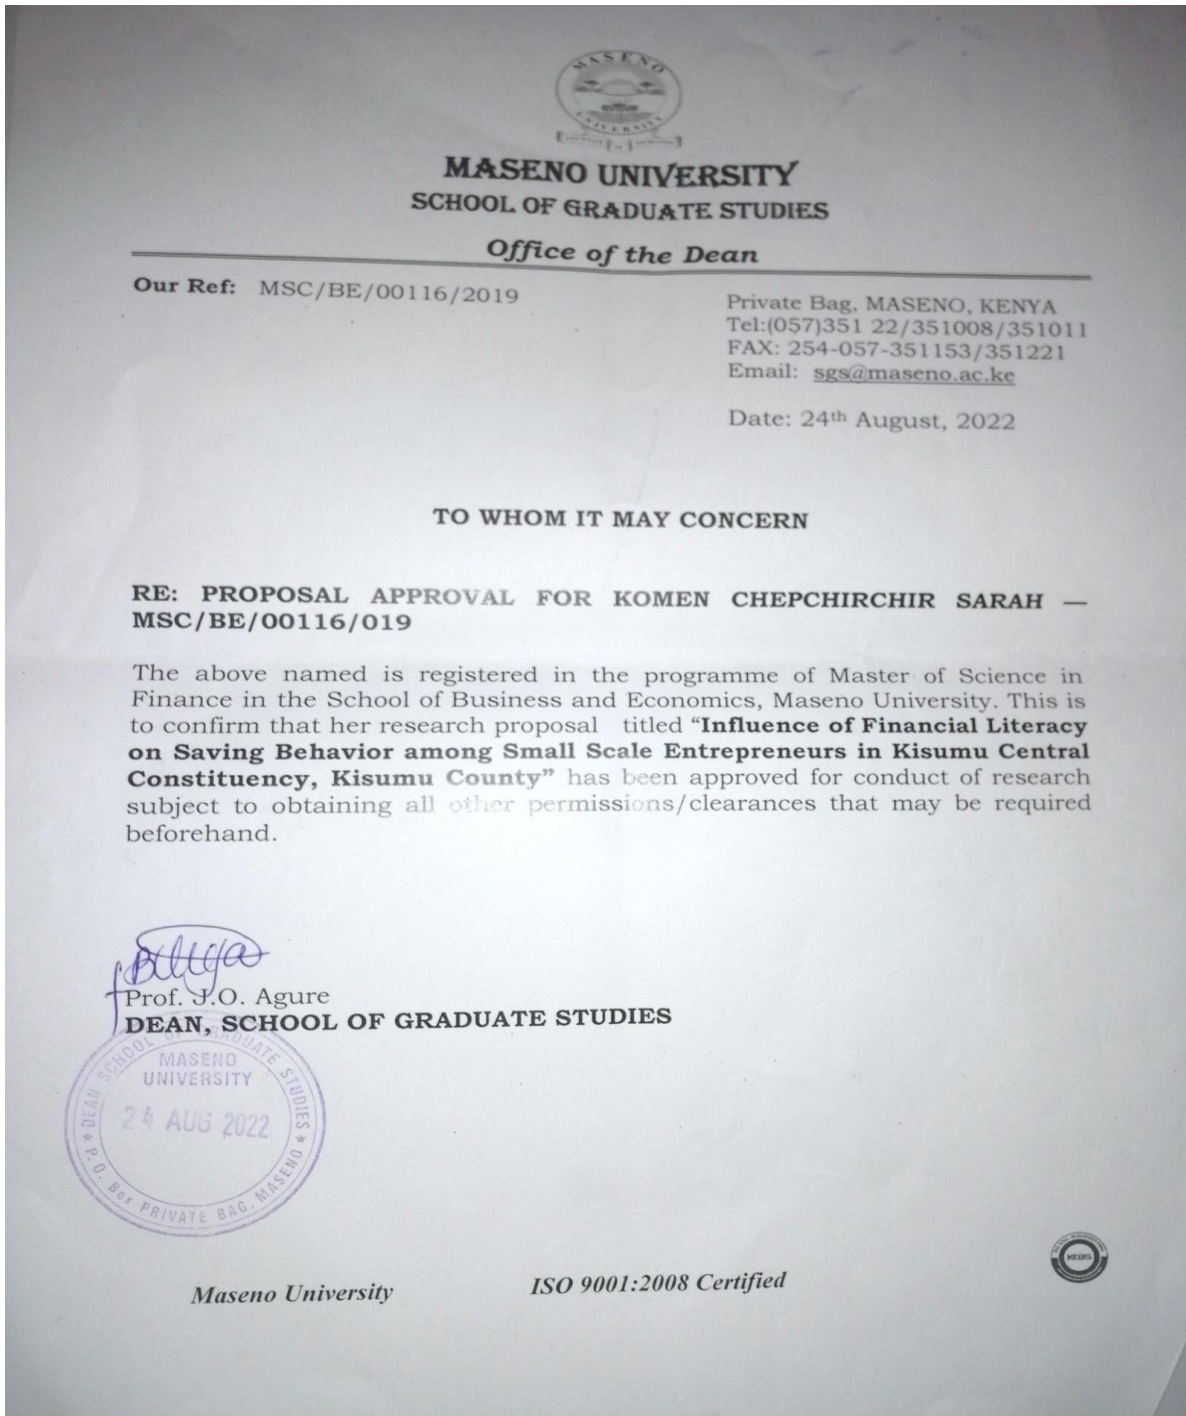 MASENO
UNIVERSITY
MASENO UNIVERSITY
SCHOOL OF GRADUATE STUDIES
Office of the Dean
Our Ref: MSC/BE/00116/2019
Private Bag, MASENO, KENYA
Tel:(057)351 22/351008/351011
FAX: 254-057-351153/351221
Email: sgs@maseno.ac.ke
Date: 24th August, 2022
TO WHOM IT MAY CONCERN
RE: PROPOSAL APPROVAL FOR KOMEN CHEPCHIRCHIR SARAH —
MSC/BE/00116/019
The above named is registered in the programme of Master of Science in
Finance in the School of Business and Economics, Maseno University. This is
to confirm that her research proposal titled “Influence of Financial Literacy
on Saving Behavior among Small Scale Entrepreneurs in Kisumu Central
Constituency, Kisumu County” has been approved for conduct of research
subject to obtaining all other permissions/clearances that may be required
beforehand.
Prof. J.O. Agure
DEAN, SCHOOL OF GRADUATE STUDIES
DEAN SCHOOL OF GRADUATE STUDIES
MASENO
UNIVERSITY
24 AUG 2022
★ P. O. Box PRIVATE BAG, MASENO ★
KEBS
Maseno University ISO 9001:2008 Certified